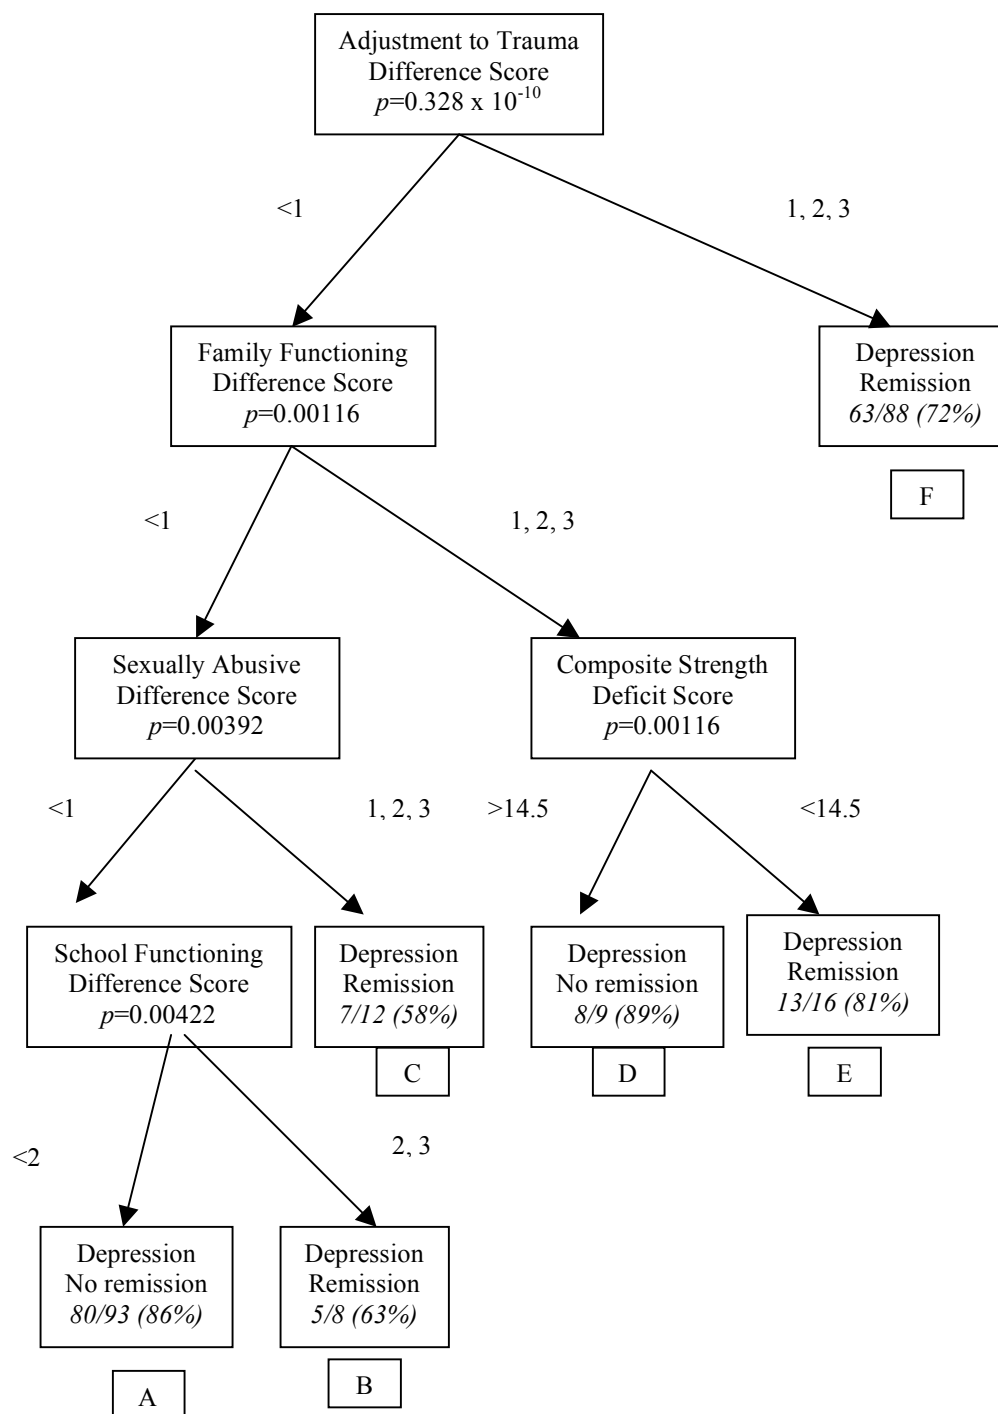 Adjustment to Trauma
Difference Score
p=0.328 x 10⁻¹⁰
<1
1, 2, 3
Family Functioning
Difference Score
p=0.00116
Depression
Remission
63/88 (72%)
F
<1
1, 2, 3
Sexually Abusive
Difference Score
p=0.00392
Composite Strength
Deficit Score
p=0.00116
<1
1, 2, 3
>14.5
<14.5
School Functioning
Difference Score
p=0.00422
Depression
Remission
7/12 (58%)
C
Depression
No remission
8/9 (89%)
D
Depression
Remission
13/16 (81%)
E
<2
2, 3
Depression
No remission
80/93 (86%)
A
Depression
Remission
5/8 (63%)
B